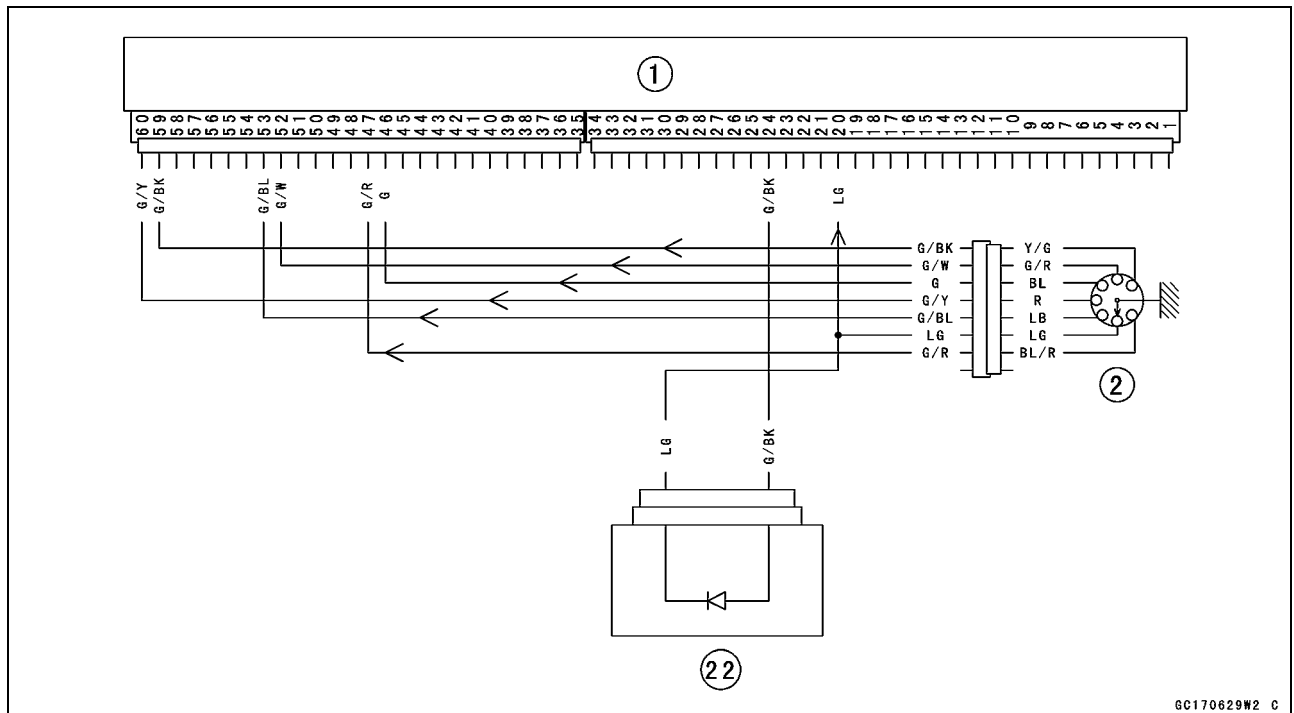 1
60 59 58 57 56 55 54 53 52 51 50 49 48 47 46 45 44 43 42 41 40 39 38 37 36 35 34 33 32 31 30 29 28 27 26 25 24 23 22 21 20 19 18 17 16 15 14 13 12 11 10 9 8 7 6 5 4 3 2 1
G/Y G/BK G/BL G/W G/R G G/BK LG
G/BK Y/G
G/W G/R
G BL
G/Y R
G/BL LB
LG LG
G/R BL/R
2
LG G/BK
22
GC170629W2 C